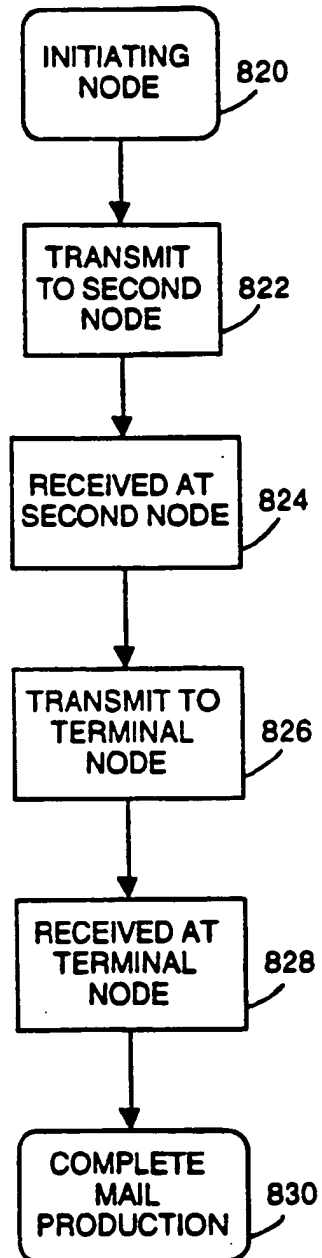 INITIATING
NODE
820
TRANSMIT
TO SECOND
NODE
822
RECEIVED AT
SECOND NODE
824
TRANSMIT TO
TERMINAL
NODE
826
RECEIVED AT
TERMINAL
NODE
828
COMPLETE
MAIL
PRODUCTION
830